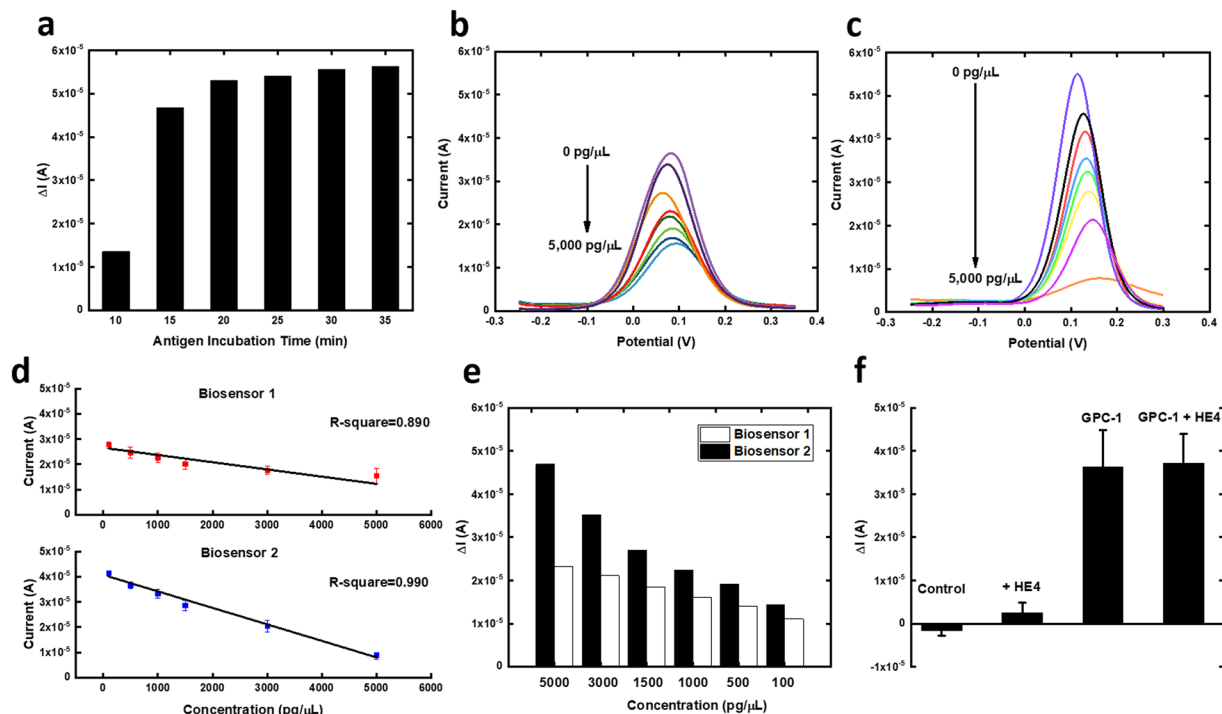 a
6x10⁻⁵
5x10⁻⁵
4x10⁻⁵
3x10⁻⁵
2x10⁻⁵
1x10⁻⁵
0
ΔI (A)
10 15 20 25 30 35
Antigen Incubation Time (min)
b
6x10⁻⁵
5x10⁻⁵
4x10⁻⁵
3x10⁻⁵
2x10⁻⁵
1x10⁻⁵
0
Current (A)
0 pg/μL
5,000 pg/μL
-0.3 -0.2 -0.1 0.0 0.1 0.2 0.3 0.4
Potential (V)
c
6x10⁻⁵
5x10⁻⁵
4x10⁻⁵
3x10⁻⁵
2x10⁻⁵
1x10⁻⁵
0
Current (A)
0 pg/μL
5,000 pg/μL
-0.3 -0.2 -0.1 0.0 0.1 0.2 0.3 0.4
Potential (V)
d
Biosensor 1
R-square=0.890
5x10⁻⁵
4x10⁻⁵
3x10⁻⁵
2x10⁻⁵
1x10⁻⁵
0
Current (A)
0 1000 2000 3000 4000 5000 6000
Biosensor 2
R-square=0.990
5x10⁻⁵
4x10⁻⁵
3x10⁻⁵
2x10⁻⁵
1x10⁻⁵
0
Current (A)
0 1000 2000 3000 4000 5000 6000
Concentration (pg/μL)
e
6x10⁻⁵
5x10⁻⁵
4x10⁻⁵
3x10⁻⁵
2x10⁻⁵
1x10⁻⁵
0
ΔI (A)
Biosensor 1
Biosensor 2
5000 3000 1500 1000 500 100
Concentration (pg/μL)
f
5x10⁻⁵
4x10⁻⁵
3x10⁻⁵
2x10⁻⁵
1x10⁻⁵
0
-1x10⁻⁵
ΔI (A)
Control
+ HE4
GPC-1
GPC-1 + HE4